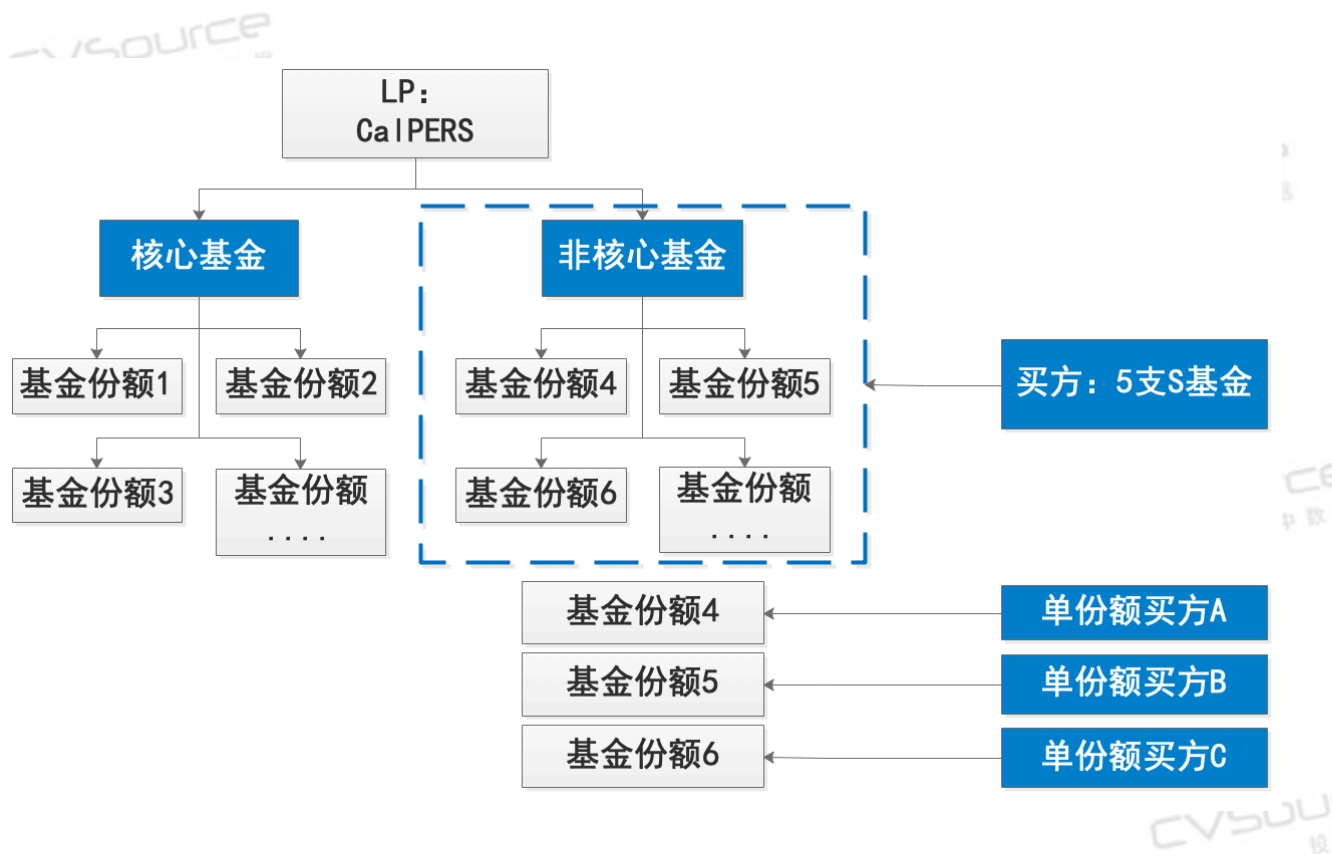 CVSource
LP：
CalPERS
核心基金
非核心基金
基金份额1
基金份额2
基金份额4
基金份额5
买方：5支S基金
基金份额3
基金份额
....
基金份额6
基金份额
....
中数
基金份额4
单份额买方A
基金份额5
单份额买方B
基金份额6
单份额买方C
CVSOU
投